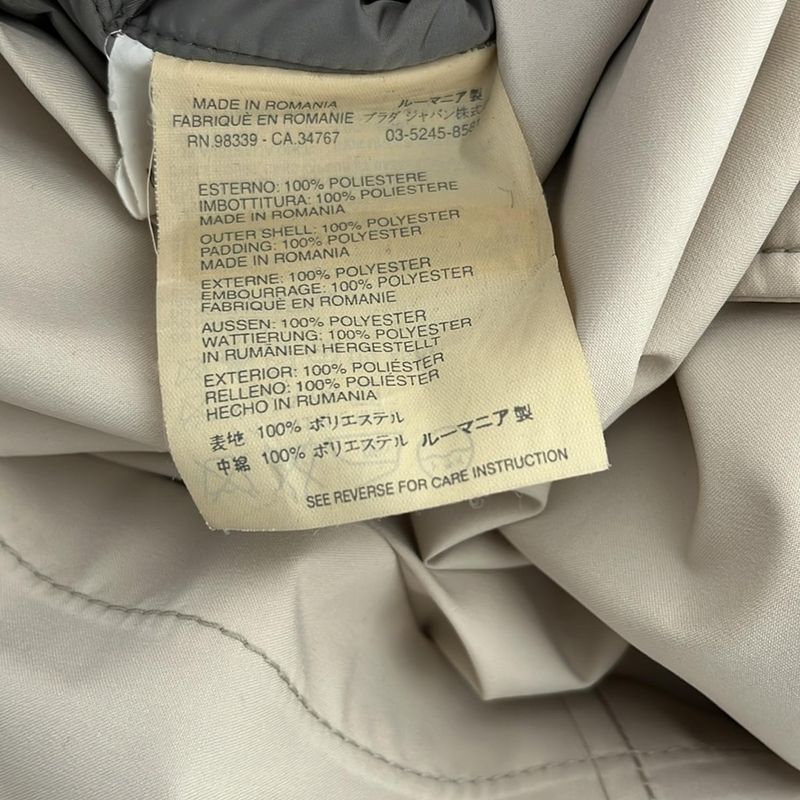 MADE IN ROMANIA ルーマニア製
FABRIQUÈ EN ROMANIE プラダ ジャパン株式
RN.98339 - CA.34767 03-5245-858
ESTERNO: 100% POLIESTERE
IMBOTTITURA: 100% POLIESTERE
MADE IN ROMANIA
OUTER SHELL: 100% POLYESTER
PADDING: 100% POLYESTER
MADE IN ROMANIA
EXTERNE: 100% POLYESTER
EMBOURRAGE: 100% POLYESTER
FABRIQUÈ EN ROMANIE
AUSSEN: 100% POLYESTER
WATTIERUNG: 100% POLYESTER
IN RUMÄNIEN HERGESTELLT
EXTERIOR: 100% POLIÉSTER
RELLENO: 100% POLIÉSTER
HECHO IN RUMANIA
表地 100% ポリエステル
中綿 100% ポリエステル ルーマニア製
SEE REVERSE FOR CARE INSTRUCTION